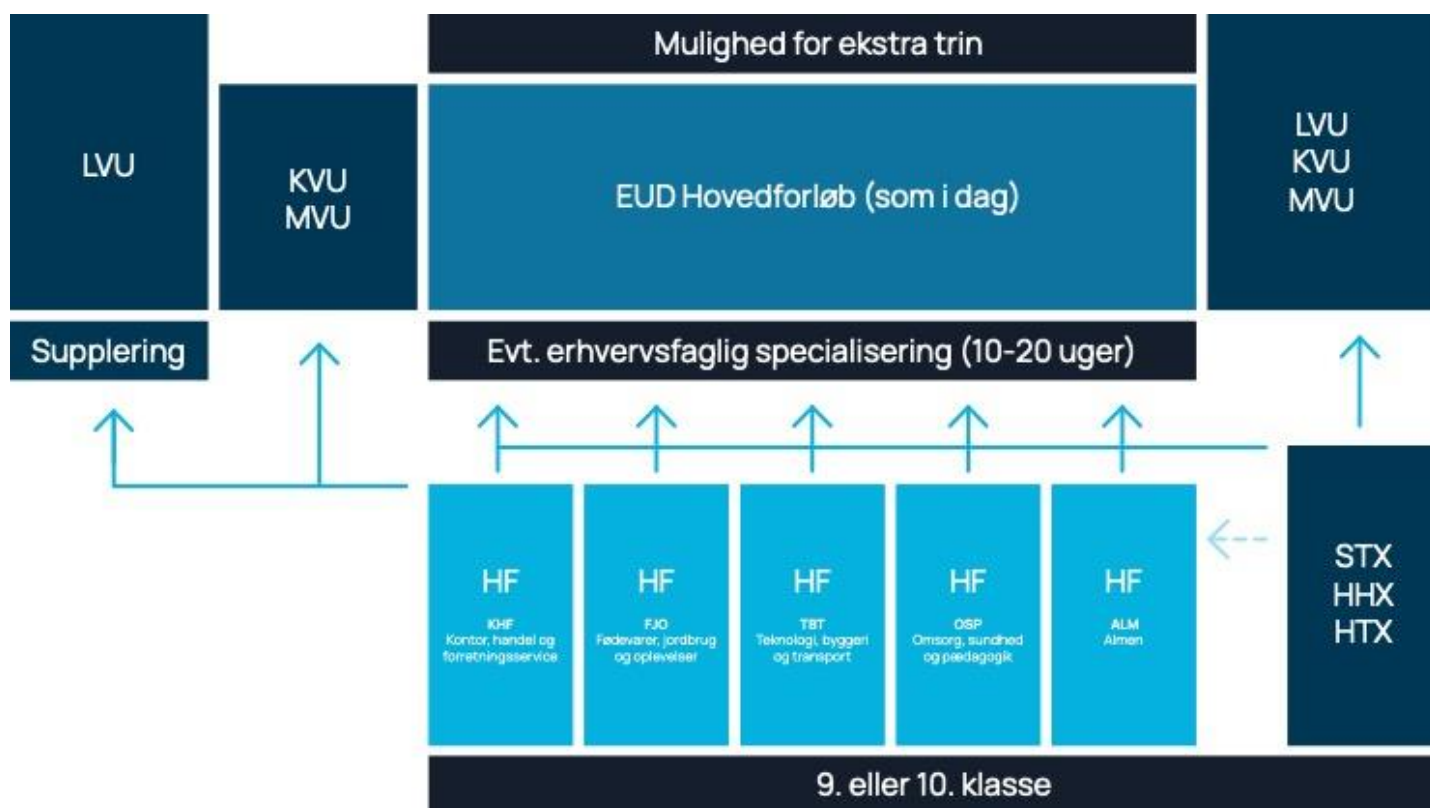 Mulighed for ekstra trin
LVU
KVU
MVU
EUD Hovedforløb (som i dag)
LVU
KVU
MVU
Supplering
Evt. erhvervsfaglig specialisering (10-20 uger)
HF
KHF
Kontor, handel og
forretningsservice
HF
FJO
Fødevarer, jordbrug
og oplevelser
HF
TBT
Teknologi, byggeri
og transport
HF
OSP
Omsorg, sundhed
og pædagogik
HF
ALM
Almen
STX
HHX
HTX
9. eller 10. klasse